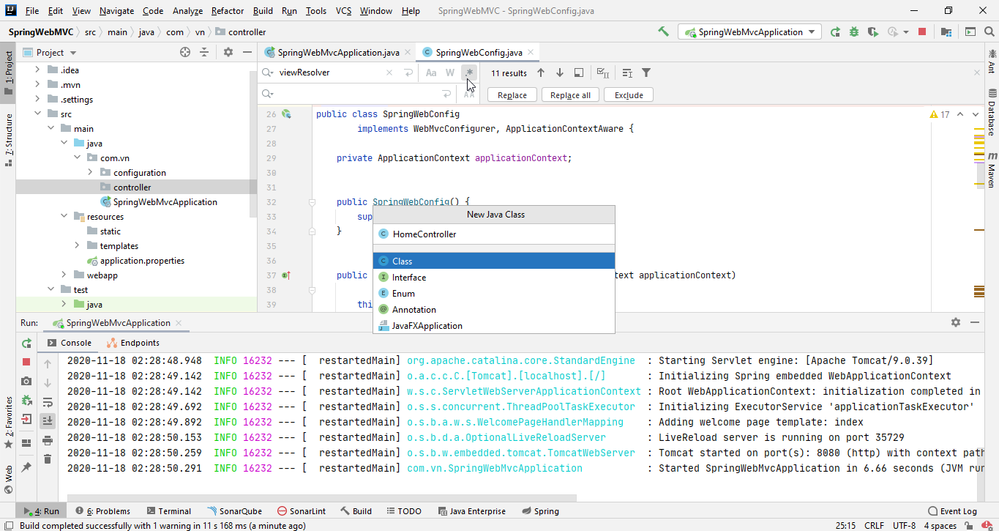 File Edit View Navigate Code Analyze Refactor Build Run Tools VCS Window Help SpringWebMVC - SpringWebConfig.java
SpringWebMVC src main java com vn controller SpringWebMvcApplication
1: Project
7: Structure
2: Favorites
Web
Project
.idea
.mvn
.settings
src
main
java
com.vn
configuration
controller
SpringWebMvcApplication
resources
static
templates
application.properties
webapp
test
java
SpringWebMvcApplication.java SpringWebConfig.java
viewResolver Aa W .* 11 results
AA Replace Replace all Exclude
26 public class SpringWebConfig 17
27 implements WebMvcConfigurer, ApplicationContextAware {
28
29 private ApplicationContext applicationContext;
30
31
32 public SpringWebConfig() {
33 sup
34 }
35
36
37 public text applicationContext)
38
39 thi
New Java Class
HomeController
Class
Interface
Enum
Annotation
JavaFXApplication
Ant
Database
Maven
Run: SpringWebMvcApplication
Console Endpoints
2020-11-18 02:28:48.948 INFO 16232 --- [ restartedMain] org.apache.catalina.core.StandardEngine : Starting Servlet engine: [Apache Tomcat/9.0.39]
2020-11-18 02:28:49.142 INFO 16232 --- [ restartedMain] o.a.c.c.C.[Tomcat].[localhost].[/] : Initializing Spring embedded WebApplicationContext
2020-11-18 02:28:49.142 INFO 16232 --- [ restartedMain] w.s.c.ServletWebServerApplicationContext : Root WebApplicationContext: initialization completed in
2020-11-18 02:28:49.692 INFO 16232 --- [ restartedMain] o.s.s.concurrent.ThreadPoolTaskExecutor : Initializing ExecutorService 'applicationTaskExecutor'
2020-11-18 02:28:49.892 INFO 16232 --- [ restartedMain] o.s.b.a.w.s.WelcomePageHandlerMapping : Adding welcome page template: index
2020-11-18 02:28:50.153 INFO 16232 --- [ restartedMain] o.s.b.d.a.OptionalLiveReloadServer : LiveReload server is running on port 35729
2020-11-18 02:28:50.259 INFO 16232 --- [ restartedMain] o.s.b.w.embedded.tomcat.TomcatWebServer : Tomcat started on port(s): 8080 (http) with context path
2020-11-18 02:28:50.291 INFO 16232 --- [ restartedMain] com.vn.SpringWebMvcApplication : Started SpringWebMvcApplication in 6.66 seconds (JVM run
4: Run 6: Problems Terminal SonarQube SonarLint Build TODO Java Enterprise Spring Event Log
Build completed successfully with 1 warning in 11 s 168 ms (a minute ago) 25:15 CRLF UTF-8 4 spaces